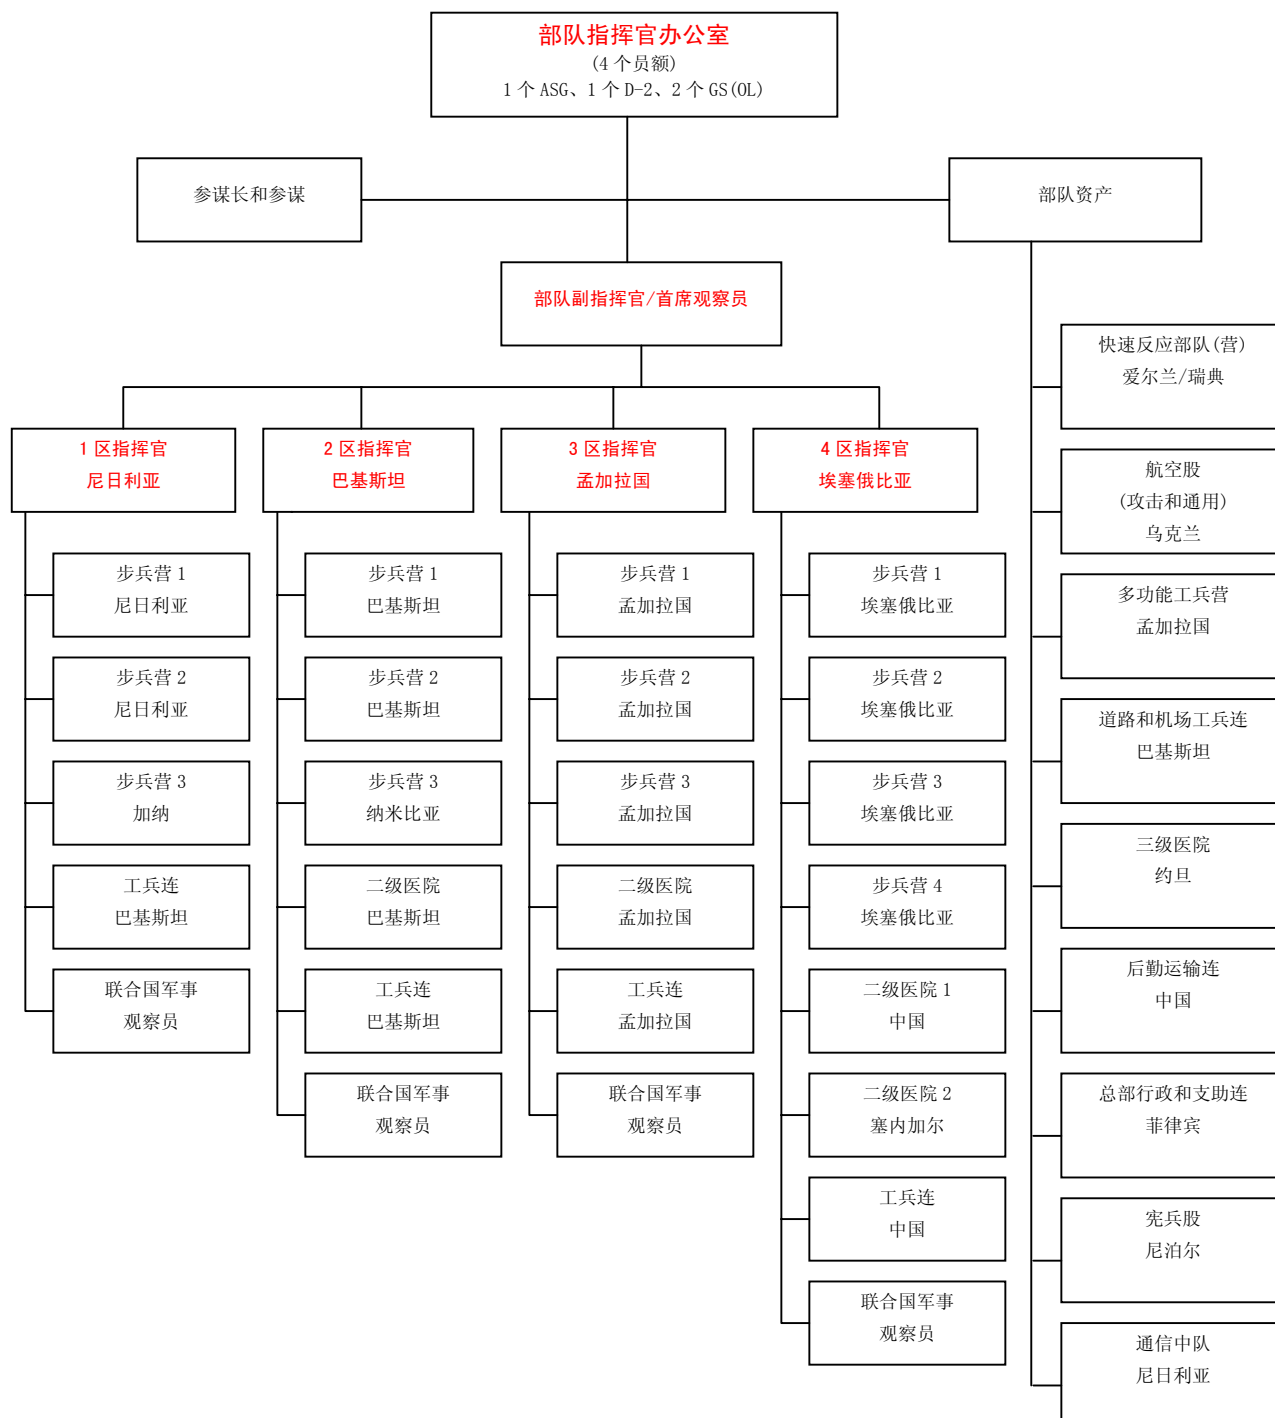 部队指挥官办公室
(4 个员额)
1 个 ASG、1 个 D-2、2 个 GS(OL)
参谋长和参谋
部队资产
部队副指挥官/首席观察员
1 区指挥官
尼日利亚
步兵营 1
尼日利亚
步兵营 2
尼日利亚
步兵营 3
加纳
工兵连
巴基斯坦
联合国军事
观察员
2 区指挥官
巴基斯坦
步兵营 1
巴基斯坦
步兵营 2
巴基斯坦
步兵营 3
纳米比亚
二级医院
巴基斯坦
工兵连
巴基斯坦
联合国军事
观察员
3 区指挥官
孟加拉国
步兵营 1
孟加拉国
步兵营 2
孟加拉国
步兵营 3
孟加拉国
二级医院
孟加拉国
工兵连
孟加拉国
联合国军事
观察员
4 区指挥官
埃塞俄比亚
步兵营 1
埃塞俄比亚
步兵营 2
埃塞俄比亚
步兵营 3
埃塞俄比亚
步兵营 4
埃塞俄比亚
二级医院 1
中国
二级医院 2
塞内加尔
工兵连
中国
联合国军事
观察员
快速反应部队(营)
爱尔兰/瑞典
航空股
(攻击和通用)
乌克兰
多功能工兵营
孟加拉国
道路和机场工兵连
巴基斯坦
三级医院
约旦
后勤运输连
中国
总部行政和支助连
菲律宾
宪兵股
尼泊尔
通信中队
尼日利亚